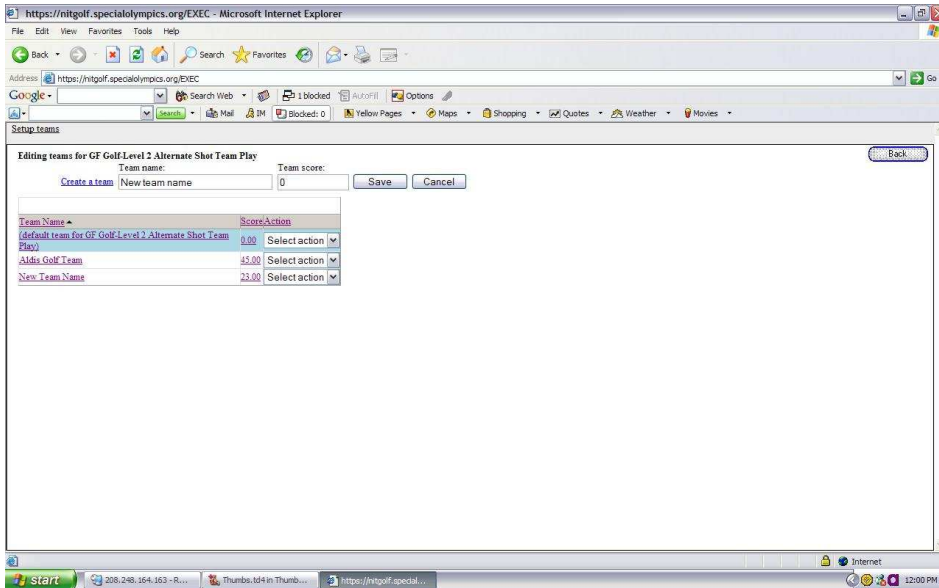 https://nitgolf.specialolympics.org/EXEC - Microsoft Internet Explorer
File Edit View Favorites Tools Help
Back Search Favorites
Address https://nitgolf.specialolympics.org/EXEC Go
Google Search Web 1 blocked AutoFill Options
Search Mail IM Blocked: 0 Yellow Pages Maps Shopping Quotes Weather Movies
Setup teams
Editing teams for GF Golf-Level 2 Alternate Shot Team Play Back
Team name: Team score:
Create a team New team name 0 Save Cancel
Team Name Score Action
(default team for GF Golf-Level 2 Alternate Shot Team
Play) 0.00 Select action
Aldis Golf Team 45.00 Select action
New Team Name 23.00 Select action
Internet
start 208.248.164.163 - R... Thumbs.td4 in Thumb... https://nitgolf.special... 12:00 PM